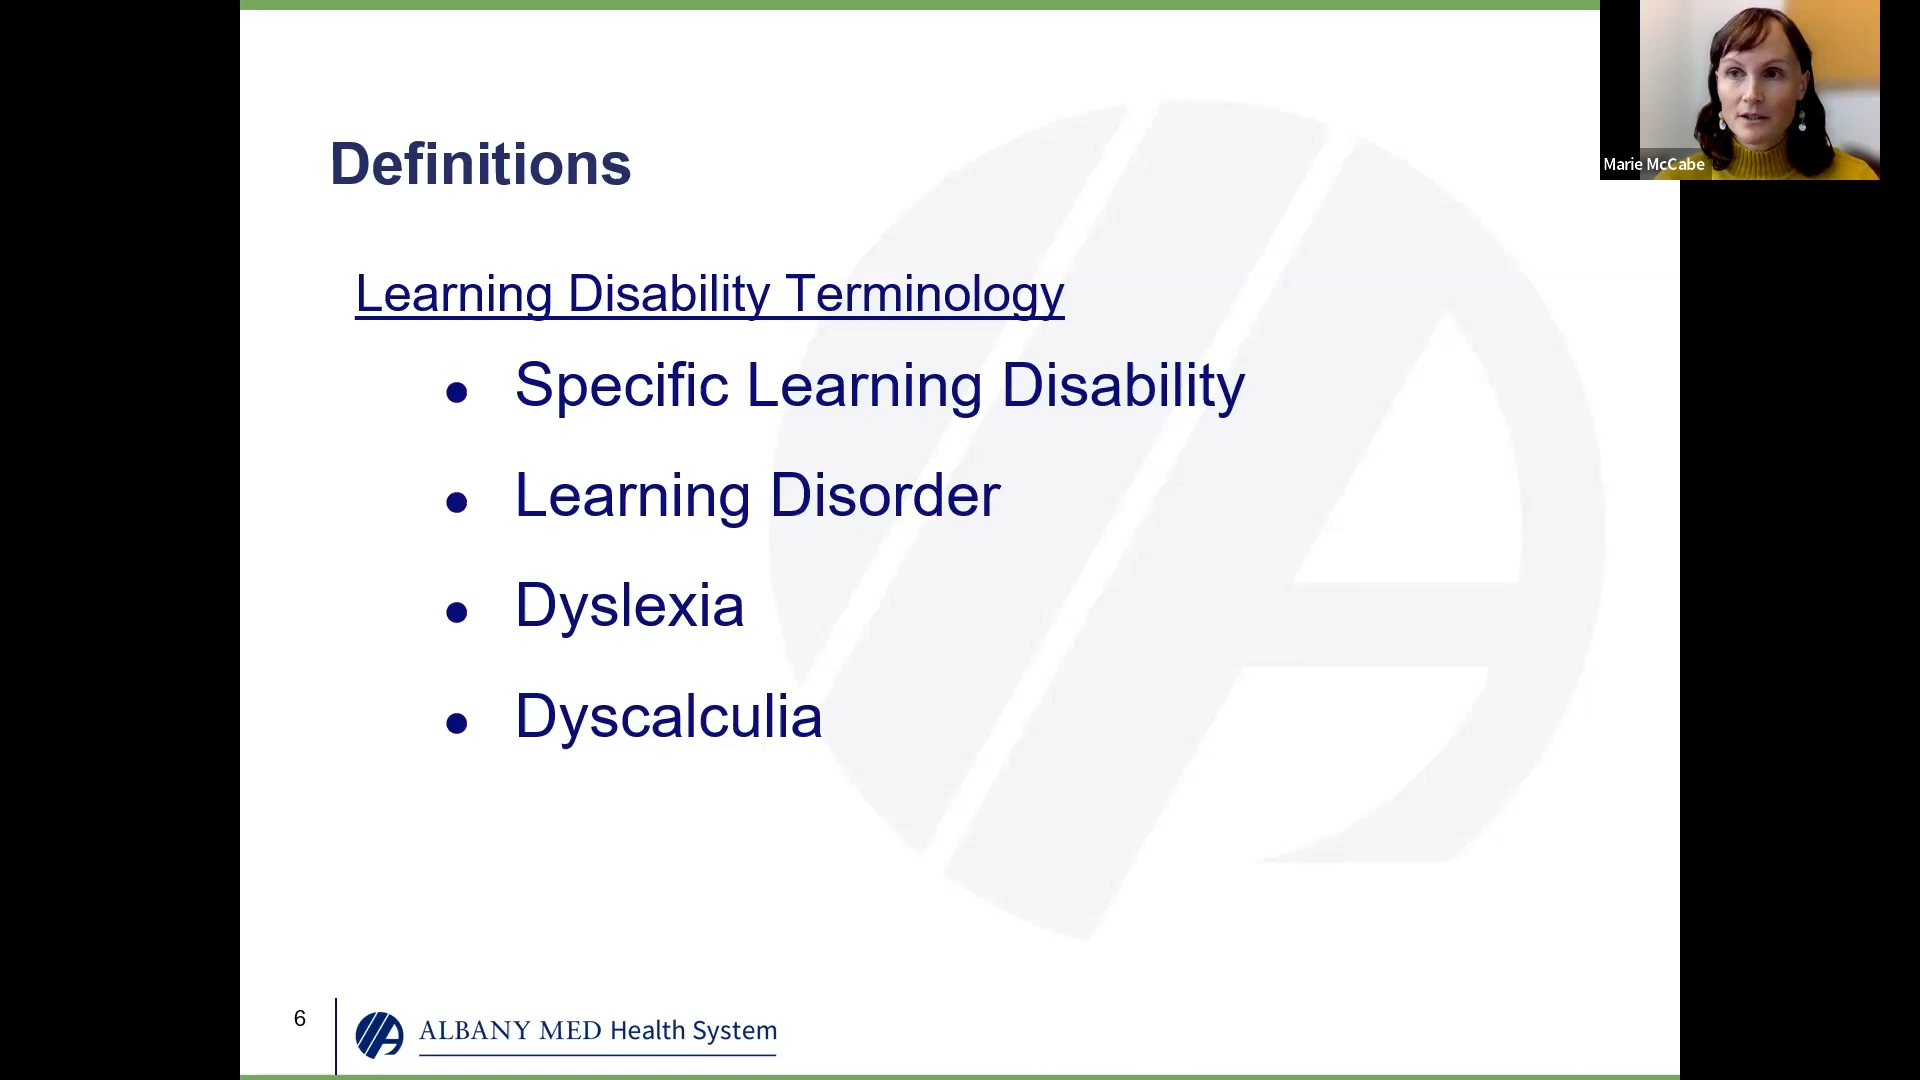 Definitions
Learning Disability Terminology
● Specific Learning Disability
● Learning Disorder
● Dyslexia
● Dyscalculia
Marie McCabe
6
ALBANY MED Health System